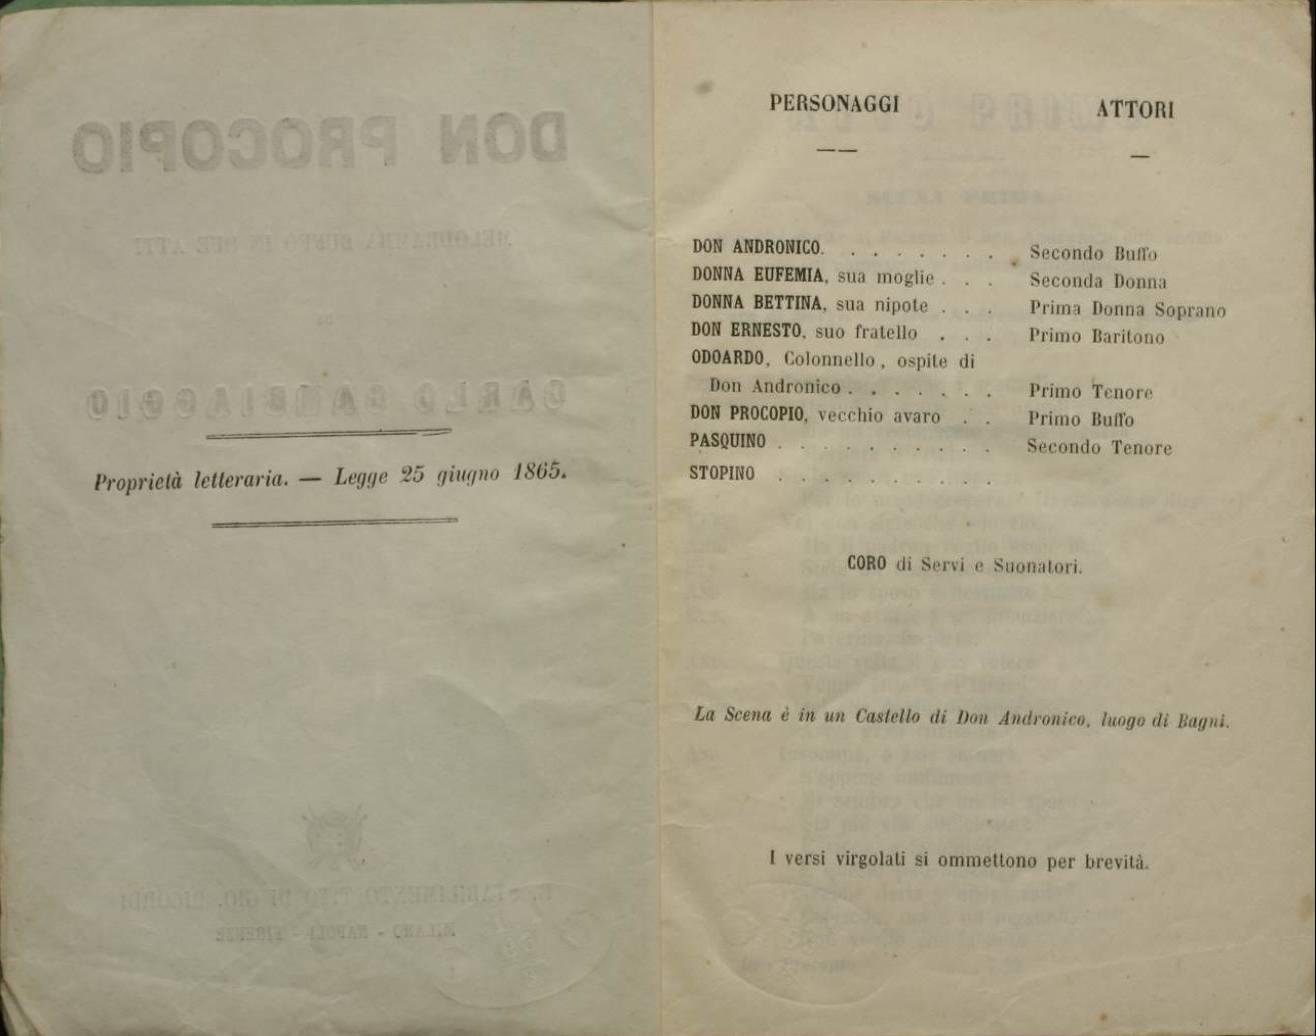 Proprietà letteraria. — Legge 25 giugno 1865.
PERSONAGGI ATTORI
DON ANDRONICO. . . . . . . . Secondo Buffo
DONNA EUFEMIA, sua moglie . . . Seconda Donna
DONNA BETTINA, sua nipote . . . Prima Donna Soprano
DON ERNESTO, suo fratello . . . Primo Baritono
ODOARDO, Colonnello, ospite di
Don Andronico . . . . . . . Primo Tenore
DON PROCOPIO, vecchio avaro . . Primo Buffo
PASQUINO . . . . . . . . . . Secondo Tenore
STOPINO . . . . . . . . . .
CORO di Servi e Suonatori.
La Scena è in un Castello di Don Andronico, luogo di Bagni.
I versi virgolati si ommettono per brevità.